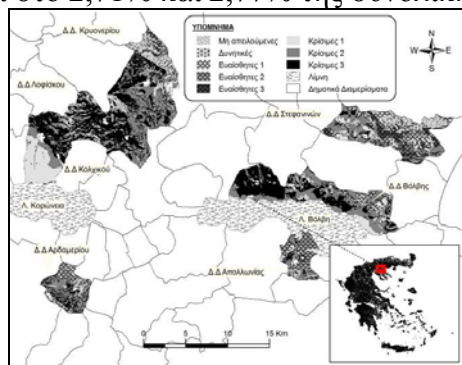 Δ.Δ. Κρυονερίου
ΥΠΟΜΝΗΜΑ
Μη απειλούμενες
Δυνητικές
Ευαίσθητες 1
Ευαίσθητες 2
Ευαίσθητες 3
Κρίσιμες 1
Κρίσιμες 2
Κρίσιμες 3
Λίμνη
Δημοτικά Διαμερίσματα
N
W
E
S
Δ.Δ Λοφίσκου
Δ.Δ Στεφανινών
Δ.Δ Κολχικού
Δ.Δ Βόλβης
Λ. Κορώνεια
Λ. Βόλβη
Δ.Δ Αρδαμερίου
Δ.Δ Απολλωνίας
0 5 10 15 Km